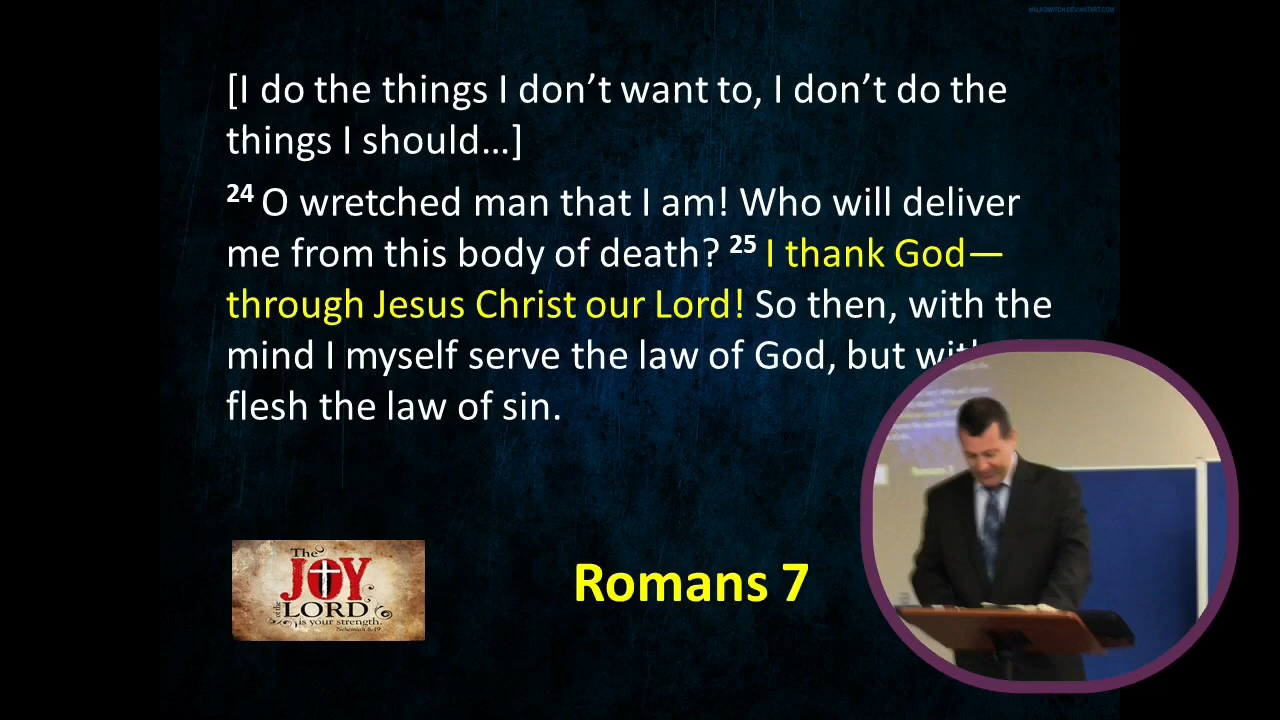 [I do the things I don’t want to, I don’t do the
things I should…]
24 O wretched man that I am! Who will deliver
me from this body of death? 25 I thank God—
through Jesus Christ our Lord! So then, with the
mind I myself serve the law of God, but with
flesh the law of sin.
The
JOY
of the
LORD
is your strength.
Romans 7